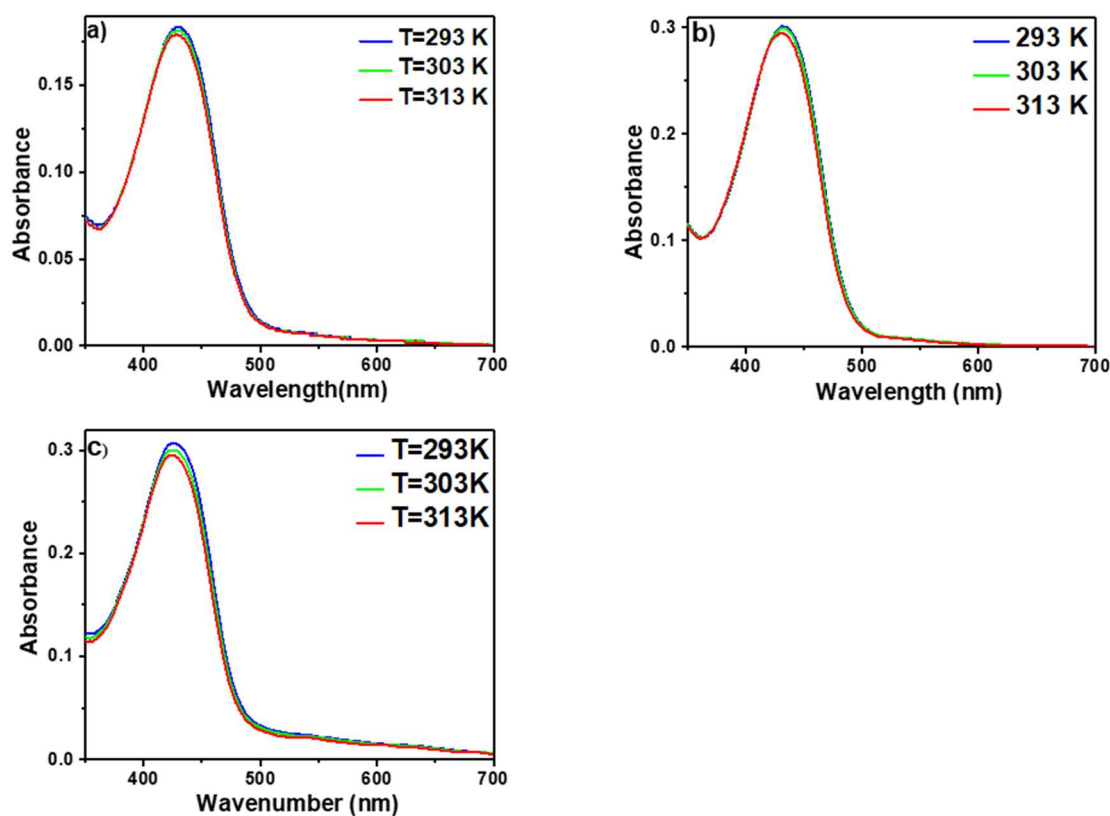 a)
T=293 K
T=303 K
T=313 K
0.15
0.10
0.05
0.00
400
500
600
700
Absorbance
Wavelength(nm)
b)
293 K
303 K
313 K
0.3
0.2
0.1
0.0
400
500
600
700
Absorbance
Wavelength (nm)
c)
T=293K
T=303K
T=313K
0.3
0.2
0.1
0.0
400
500
600
700
Absorbance
Wavenumber (nm)